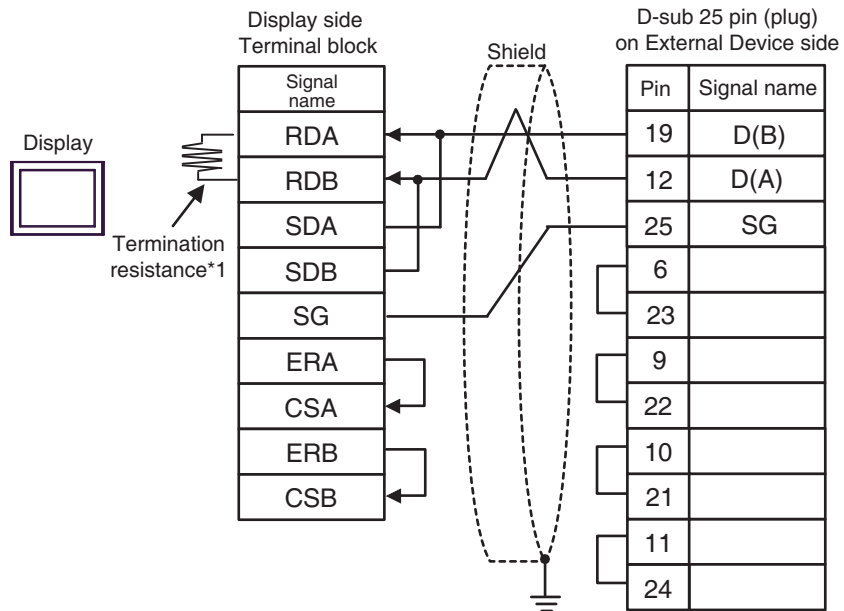 Display side
Terminal block
D-sub 25 pin (plug)
on External Device side
Shield
Display
Termination
resistance*1
Signal
name
RDA
RDB
SDA
SDB
SG
ERA
CSA
ERB
CSB
Pin Signal name
19 D(B)
12 D(A)
25 SG
6
23
9
22
10
21
11
24